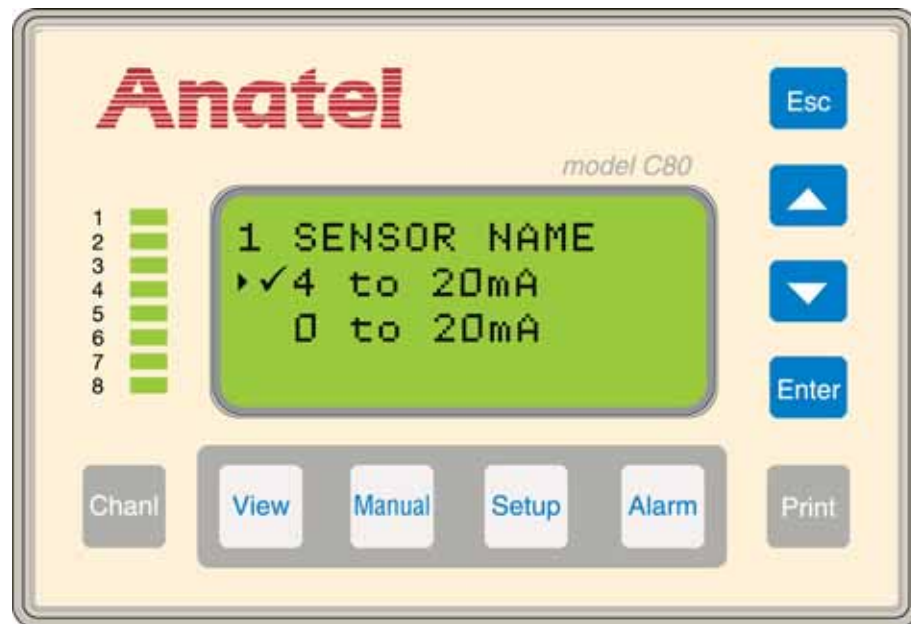 Anatel
Esc
model C80
1
2
3
4
5
6
7
8
1 SENSOR NAME
✓4 to 20mA
0 to 20mA
Enter
Chanl
View
Manual
Setup
Alarm
Print